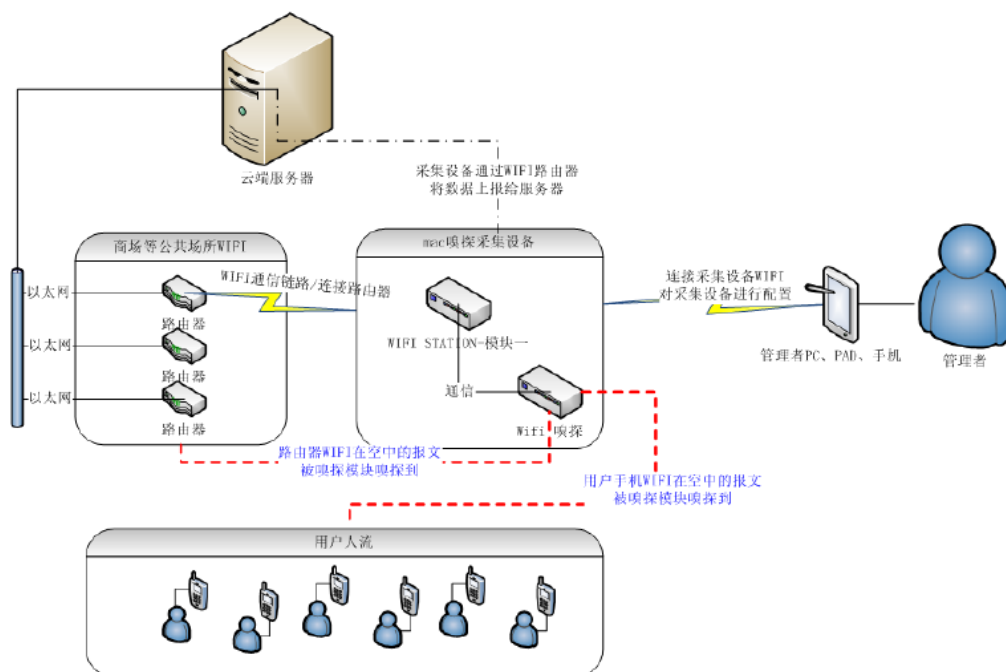 云端服务器
采集设备通过WIFI路由器
将数据上报给服务器
商场等公共场所WIFI
mac嗅探采集设备
以太网
路由器
WIFI通信链路/连接路由器
以太网
路由器
以太网
路由器
WIFI STATION-模块一
通信
Wifi 嗅探
连接采集设备WIFI
对采集设备进行配置
管理者PC、PAD、手机
管理者
路由器WIFI在空中的报文
被嗅探模块嗅探到
用户手机WIFI在空中的报文
被嗅探模块嗅探到
用户人流